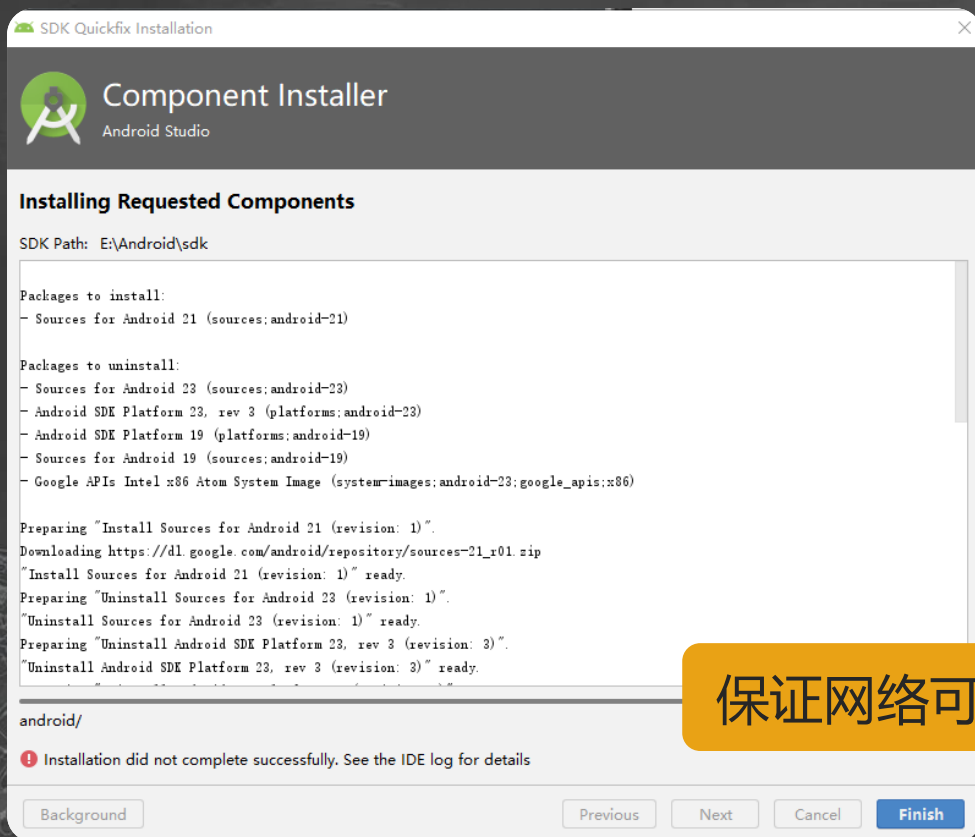 SDK Quickfix Installation
Component Installer
Android Studio
Installing Requested Components
SDK Path: E:\Android\sdk
Packages to install:
- Sources for Android 21 (sources;android-21)
Packages to uninstall:
- Sources for Android 23 (sources;android-23)
- Android SDK Platform 23, rev 3 (platforms;android-23)
- Android SDK Platform 19 (platforms;android-19)
- Sources for Android 19 (sources;android-19)
- Google APIs Intel x86 Atom System Image (system-images;android-23;google_apis;x86)
Preparing "Install Sources for Android 21 (revision: 1)".
Downloading https://dl.google.com/android/repository/sources-21_r01.zip
"Install Sources for Android 21 (revision: 1)" ready.
Preparing "Uninstall Sources for Android 23 (revision: 1)".
"Uninstall Sources for Android 23 (revision: 1)" ready.
Preparing "Uninstall Android SDK Platform 23, rev 3 (revision: 3)".
"Uninstall Android SDK Platform 23, rev 3 (revision: 3)" ready.
保证网络可
android/
Installation did not complete successfully. See the IDE log for details
Background
Previous
Next
Cancel
Finish